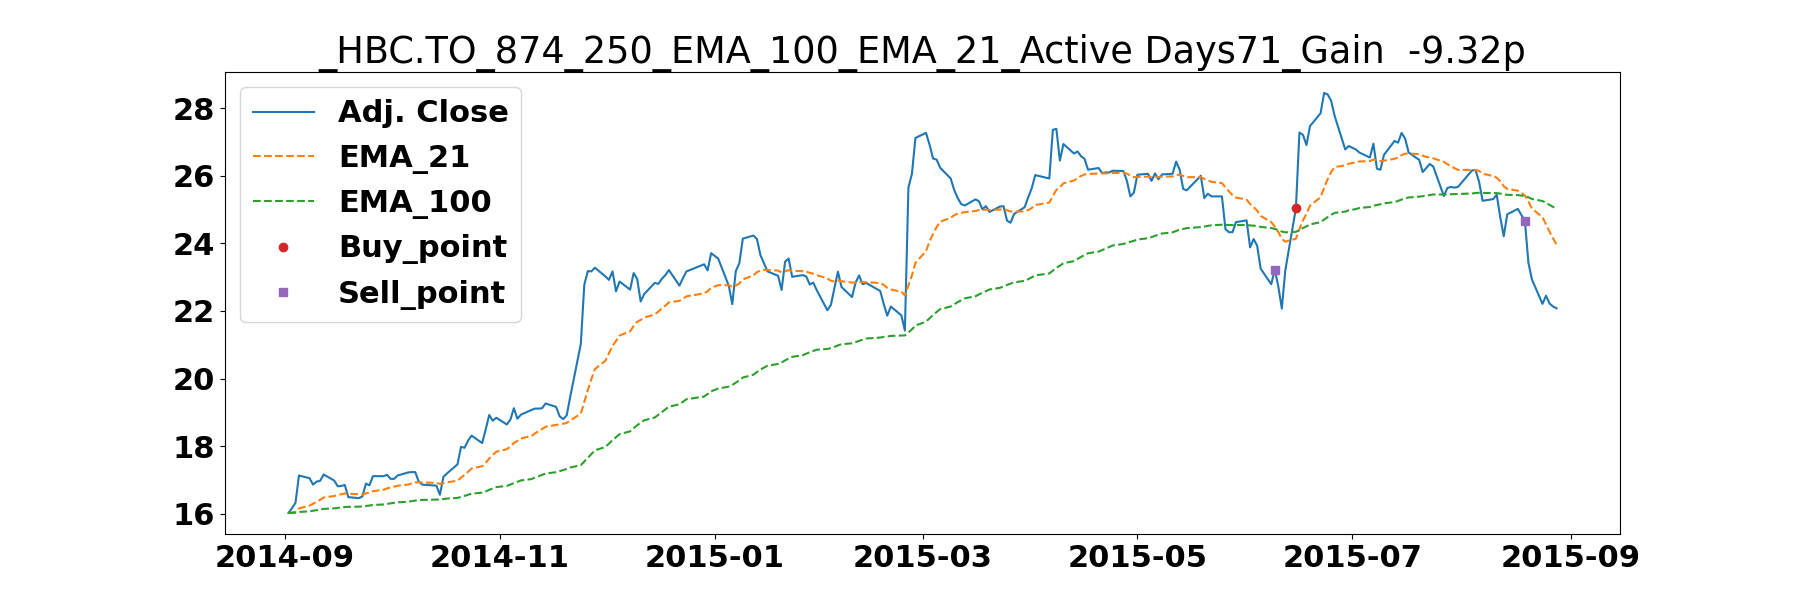 _HBC.TO_874_250_EMA_100_EMA_21_Active Days71_Gain  -9.32p
Adj. Close
EMA_21
EMA_100
Buy_point
Sell_point
28
26
24
22
20
18
16
2014-09 2014-11 2015-01 2015-03 2015-05 2015-07 2015-09